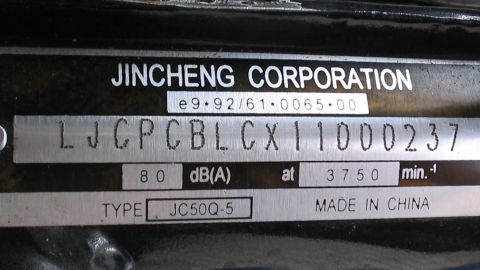 JINCHENG CORPORATION
e9*92/61*0065*00
LJCPCBLCX11000237
80 dB(A) at 3750 min.-1
TYPE JC50Q-5 MADE IN CHINA